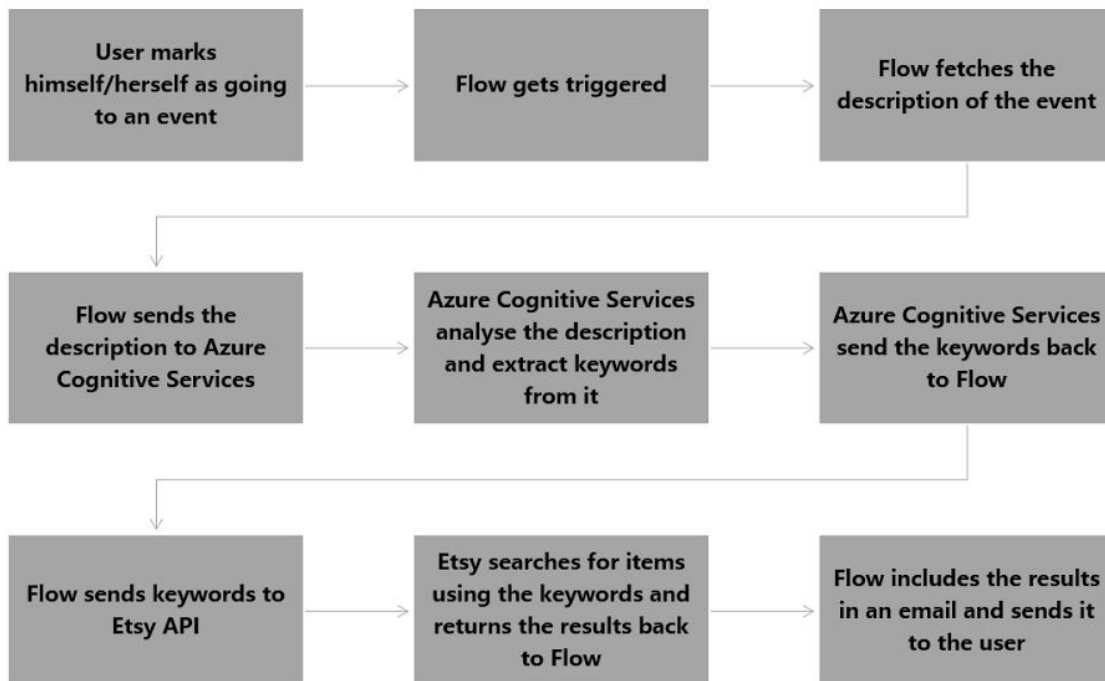 User marks
himself/herself as going
to an event
Flow gets triggered
Flow fetches the
description of the event
Flow sends the
description to Azure
Cognitive Services
Azure Cognitive Services
analyse the description
and extract keywords
from it
Azure Cognitive Services
send the keywords back
to Flow
Flow sends keywords to
Etsy API
Etsy searches for items
using the keywords and
returns the results back
to Flow
Flow includes the results
in an email and sends it
to the user